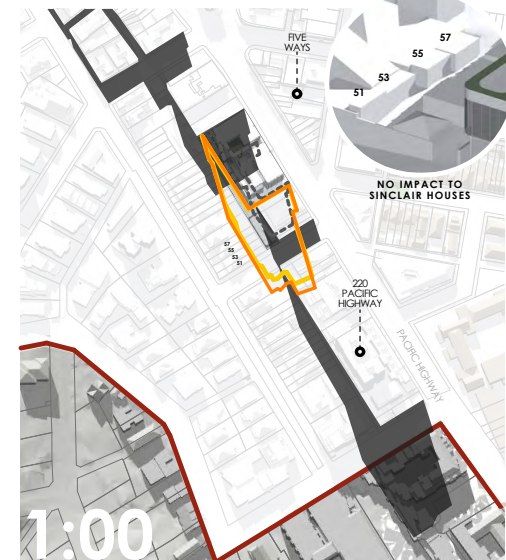 FIVE
WAYS
57
55
53
51
NO IMPACT TO
SINCLAIR HOUSES
57
55
53
51
220
PACIFIC
HIGHWAY
PACIFIC HIGHWAY
1:00